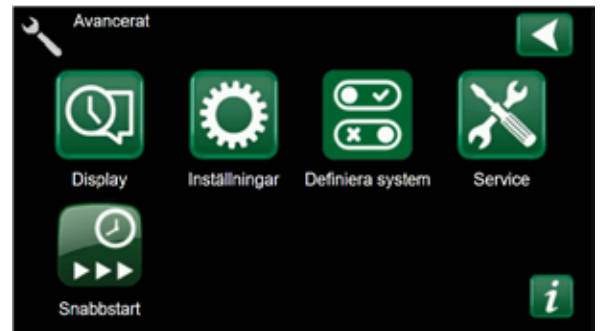 Avancerat
Display
Inställningar
Definiera system
Service
Snabbstart
i